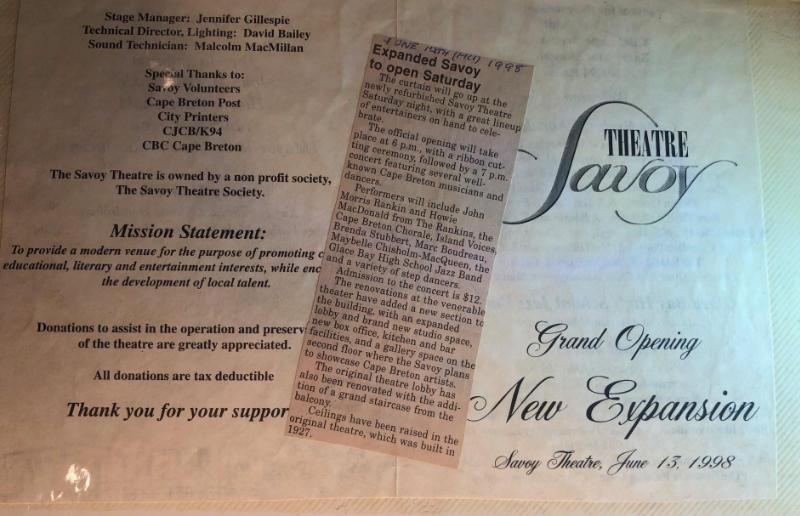 Stage Manager: Jennifer Gillespie
Technical Director, Lighting: David Bailey
Sound Technician: Malcolm MacMillan
Special Thanks to:
Savoy Volunteers
Cape Breton Post
City Printers
CJCB/K94
CBC Cape Breton
The Savoy Theatre is owned by a non profit society,
The Savoy Theatre Society.
Mission Statement:
To provide a modern venue for the purpose of promoting c
educational, literary and entertainment interests, while enc
the development of local talent.
Donations to assist in the operation and preserv
of the theatre are greatly appreciated.
All donations are tax deductible
Thank you for your suppor
JUNE 1998
Expanded Savoy
to open Saturday
The curtain will go up at the
newly refurbished Savoy Theatre
Saturday night, with a great lineup
of entertainers on hand to cele-
brate.
The official opening will take
place at 6 p.m., with a ribbon cut-
ting ceremony, followed by a 7 p.m.
concert featuring several well-
known Cape Breton musicians and
dancers.
Performers will include John
Morris Rankin and Howie
MacDonald from The Rankins, the
Cape Breton Chorale, Island Voices,
Brenda Stubbert, Marc Boudreau,
Maybelle Chisholm-MacQueen, the
Glace Bay High School Jazz Band
and a variety of step dancers.
Admission to the concert is $12.
The renovations at the venerable
theater have added a new section to
the building, with an expanded
lobby and brand new studio space,
new box office, kitchen and bar
facilities, and a gallery space on the
second floor where the Savoy plans
to showcase Cape Breton artists.
The original theatre lobby has
also been renovated with the addi-
tion of a grand staircase from the
balcony.
Ceilings have been raised in the
original theatre, which was built in
1927.
THEATRE
Savoy
Grand Opening
New Expansion
Savoy Theatre, June 13, 1998